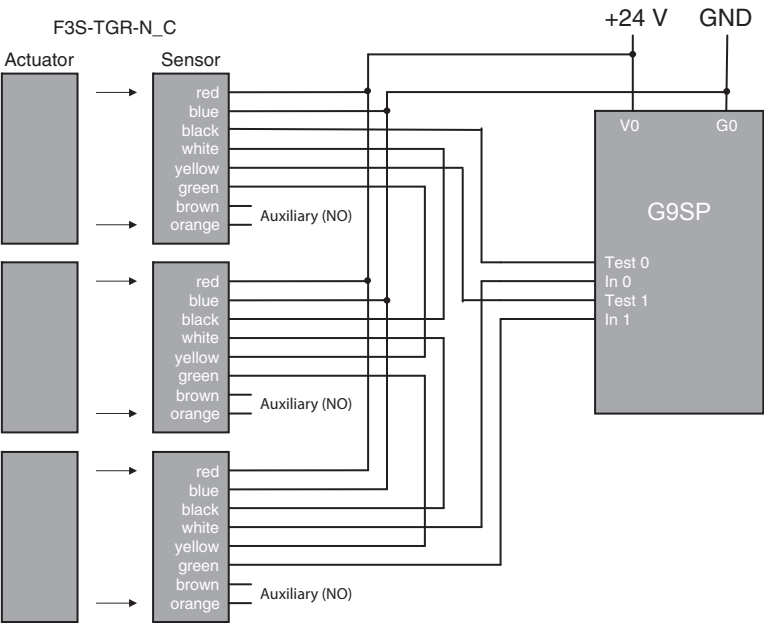 +24 V GND
F3S-TGR-N_C
Actuator Sensor
red
blue
black
white
yellow
green
brown
orange
Auxiliary (NO)
red
blue
black
white
yellow
green
brown
orange
Auxiliary (NO)
red
blue
black
white
yellow
green
brown
orange
Auxiliary (NO)
V0 G0
G9SP
Test 0
In 0
Test 1
In 1